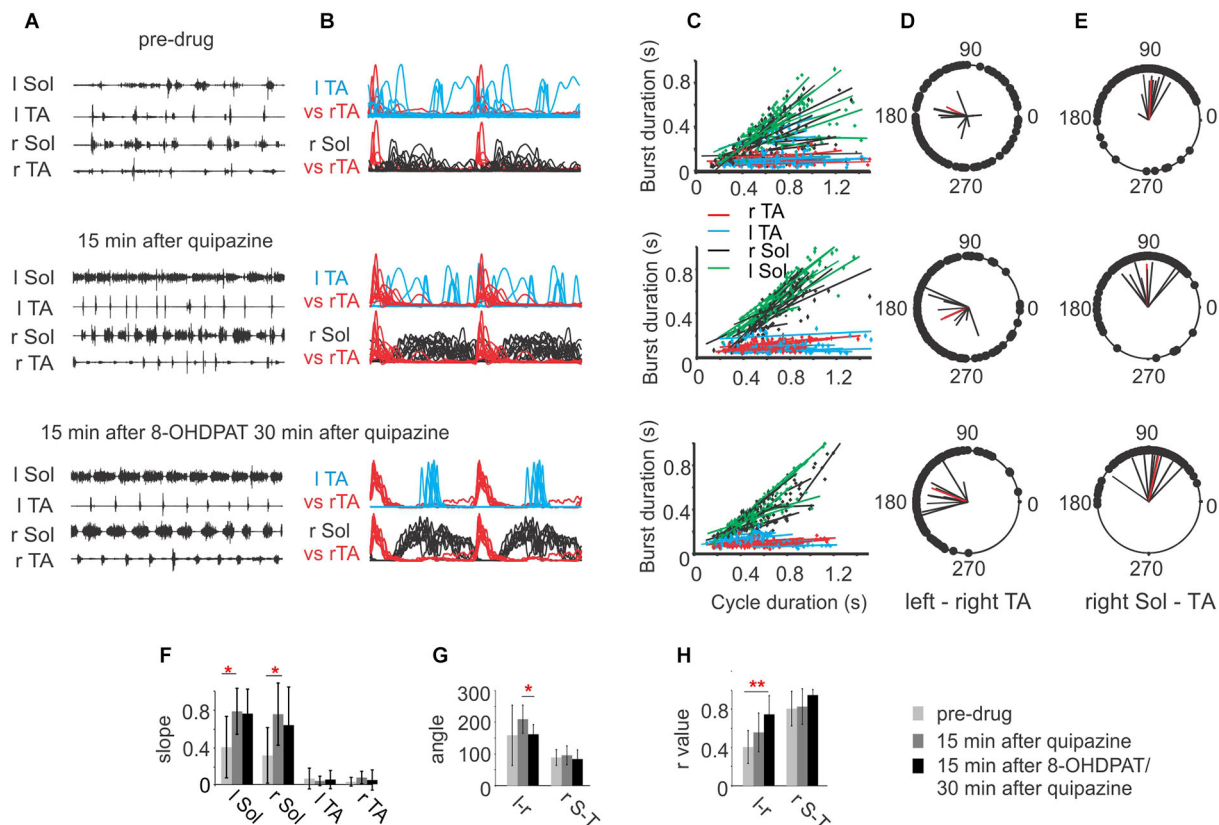 A
B
C
D
E
pre-drug
l Sol
l TA
r Sol
r TA
l TA
vs rTA
r Sol
vs rTA
Burst duration (s)
0.8
0.4
0
0 0.4 0.8 1.2
90
180
0
270
90
180
0
270
r TA
l TA
r Sol
l Sol
15 min after quipazine
l Sol
l TA
r Sol
r TA
l TA
vs rTA
r Sol
vs rTA
Burst duration (s)
0.8
0.4
0
0 0.4 0.8 1.2
90
180
0
270
90
180
0
270
15 min after 8-OHDPAT 30 min after quipazine
l Sol
l TA
r Sol
r TA
l TA
vs rTA
r Sol
vs rTA
Burst duration (s)
0.8
0.4
0
0 0.4 0.8 1.2
Cycle duration (s)
90
180
0
270
left - right TA
90
180
0
270
right Sol - TA
F
slope
0.8
0.4
0
* *
l Sol
r Sol
l TA
r TA
G
angle
300
200
100
0
*
l-r
r S-T
H
r value
0.8
0.4
0
**
l-r
r S-T
pre-drug
15 min after quipazine
15 min after 8-OHDPAT/
30 min after quipazine